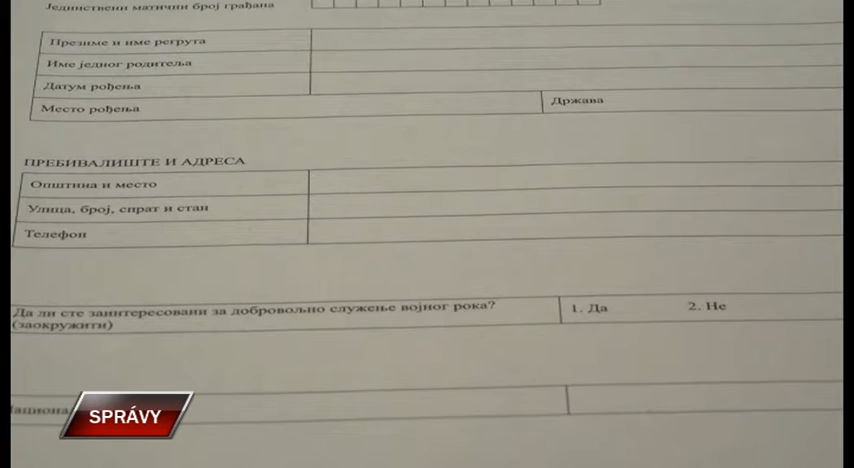 Јединствени матични број грађана
Презиме и име регрута
Име једног родитеља
Датум рођења
Место рођења
Држава
ПРЕБИВАЛИШТЕ И АДРЕСА
Општина и место
Улица, број, спрат и стан
Телефон
Да ли сте заинтересовани за добровољно служење војног рока?
(заокружити)
1. Да
2. Не
SPRÁVY